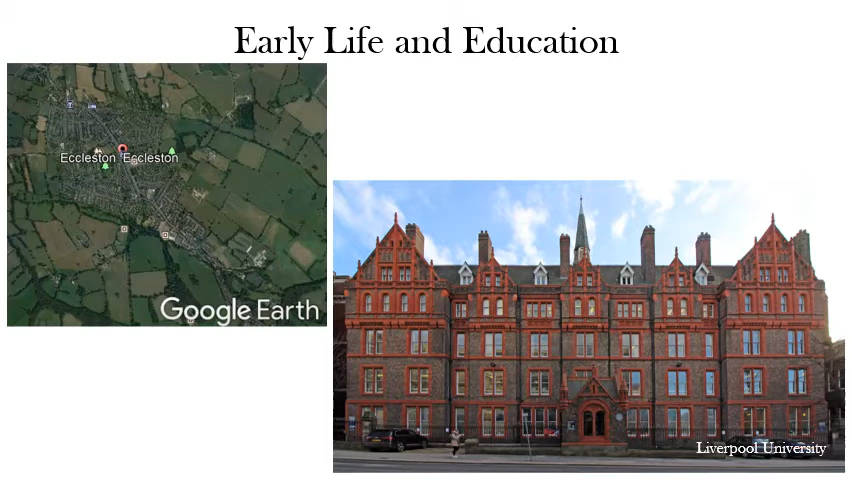 Early Life and Education
Eccleston Eccleston
Google Earth
Liverpool University